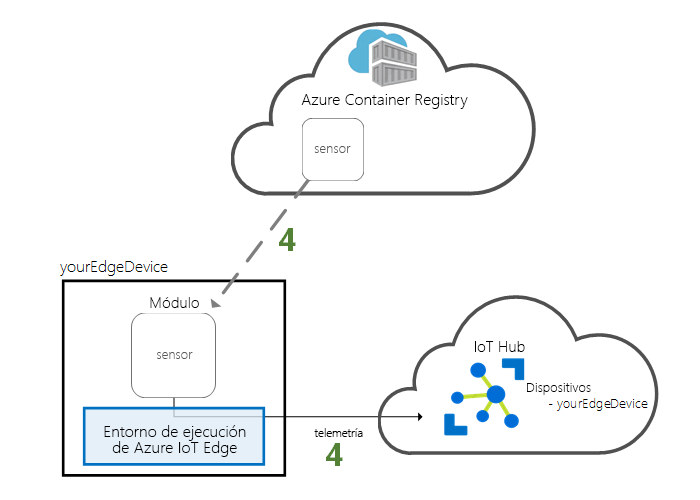 Azure Container Registry
sensor
4
yourEdgeDevice
Módulo
sensor
Entorno de ejecución
de Azure IoT Edge
telemetría
4
IoT Hub
Dispositivos
- yourEdgeDevice